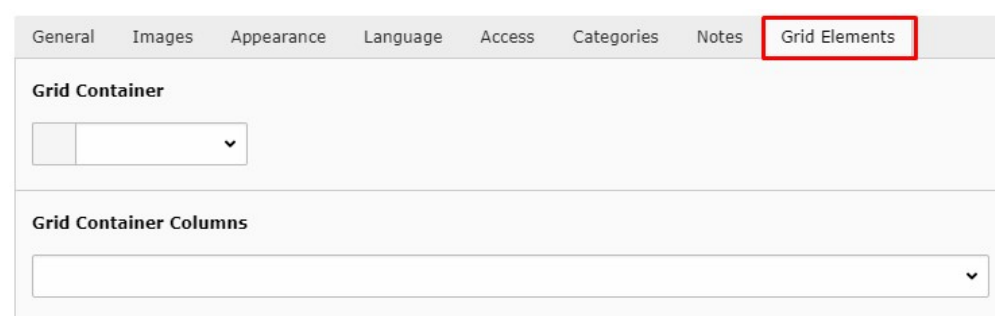 General Images Appearance Language Access Categories Notes Grid Elements
Grid Container
Grid Container Columns